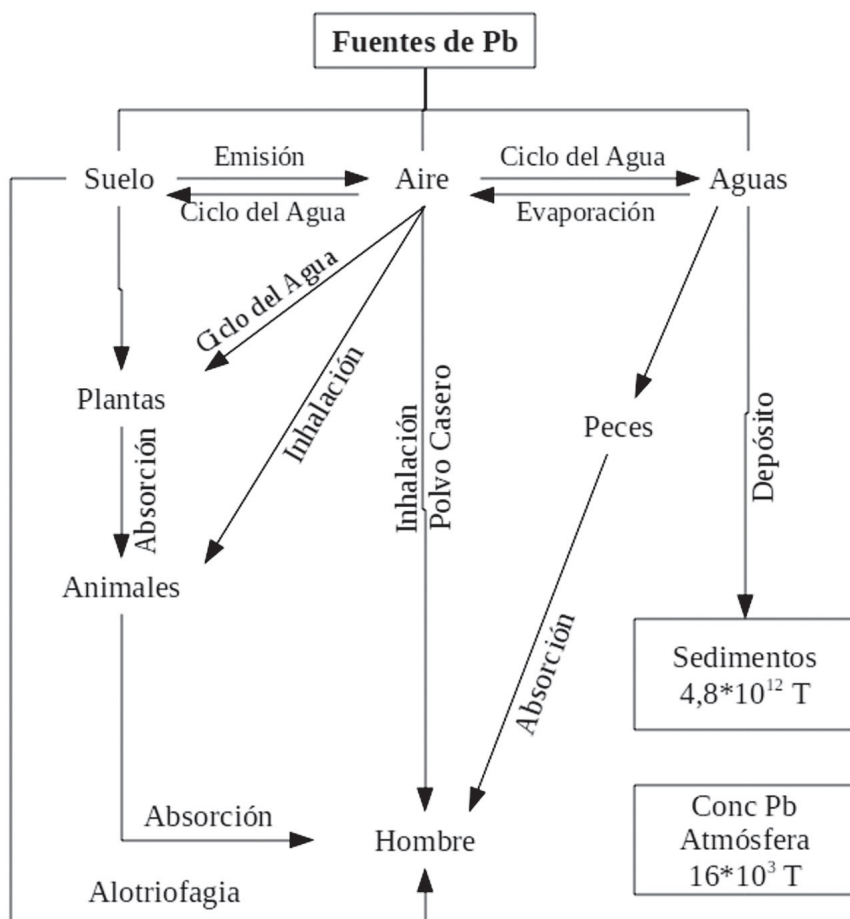 Fuentes de Pb
Emisión
Ciclo del Agua
Suelo
Aire
Aguas
Ciclo del Agua
Evaporación
Ciclo del Agua
Inhalación
Inhalación
Polvo Casero
Depósito
Plantas
Peces
Absorción
Animales
Absorción
Sedimentos
4,8*10¹² T
Absorción
Hombre
Conc Pb
Atmósfera
16*10³ T
Alotriofagia